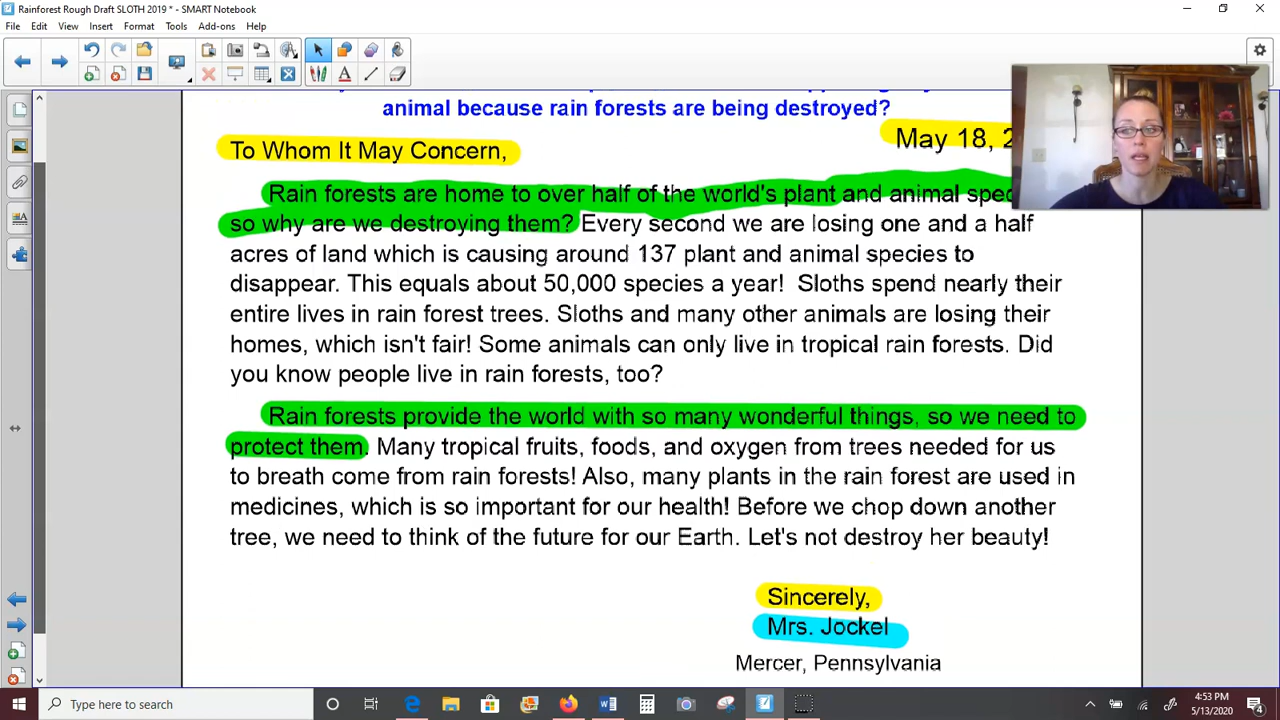 Rainforest Rough Draft SLOTH 2019 * - SMART Notebook
File Edit View Insert Format Tools Add-ons Help
animal because rain forests are being destroyed?
To Whom It May Concern,
May 18, 2
Rain forests are home to over half of the world's plant and animal spec
so why are we destroying them? Every second we are losing one and a half
acres of land which is causing around 137 plant and animal species to
disappear. This equals about 50,000 species a year! Sloths spend nearly their
entire lives in rain forest trees. Sloths and many other animals are losing their
homes, which isn't fair! Some animals can only live in tropical rain forests. Did
you know people live in rain forests, too?
Rain forests provide the world with so many wonderful things, so we need to
protect them. Many tropical fruits, foods, and oxygen from trees needed for us
to breath come from rain forests! Also, many plants in the rain forest are used in
medicines, which is so important for our health! Before we chop down another
tree, we need to think of the future for our Earth. Let's not destroy her beauty!
Sincerely,
Mrs. Jockel
Mercer, Pennsylvania
Type here to search
4:53 PM
5/13/2020
4